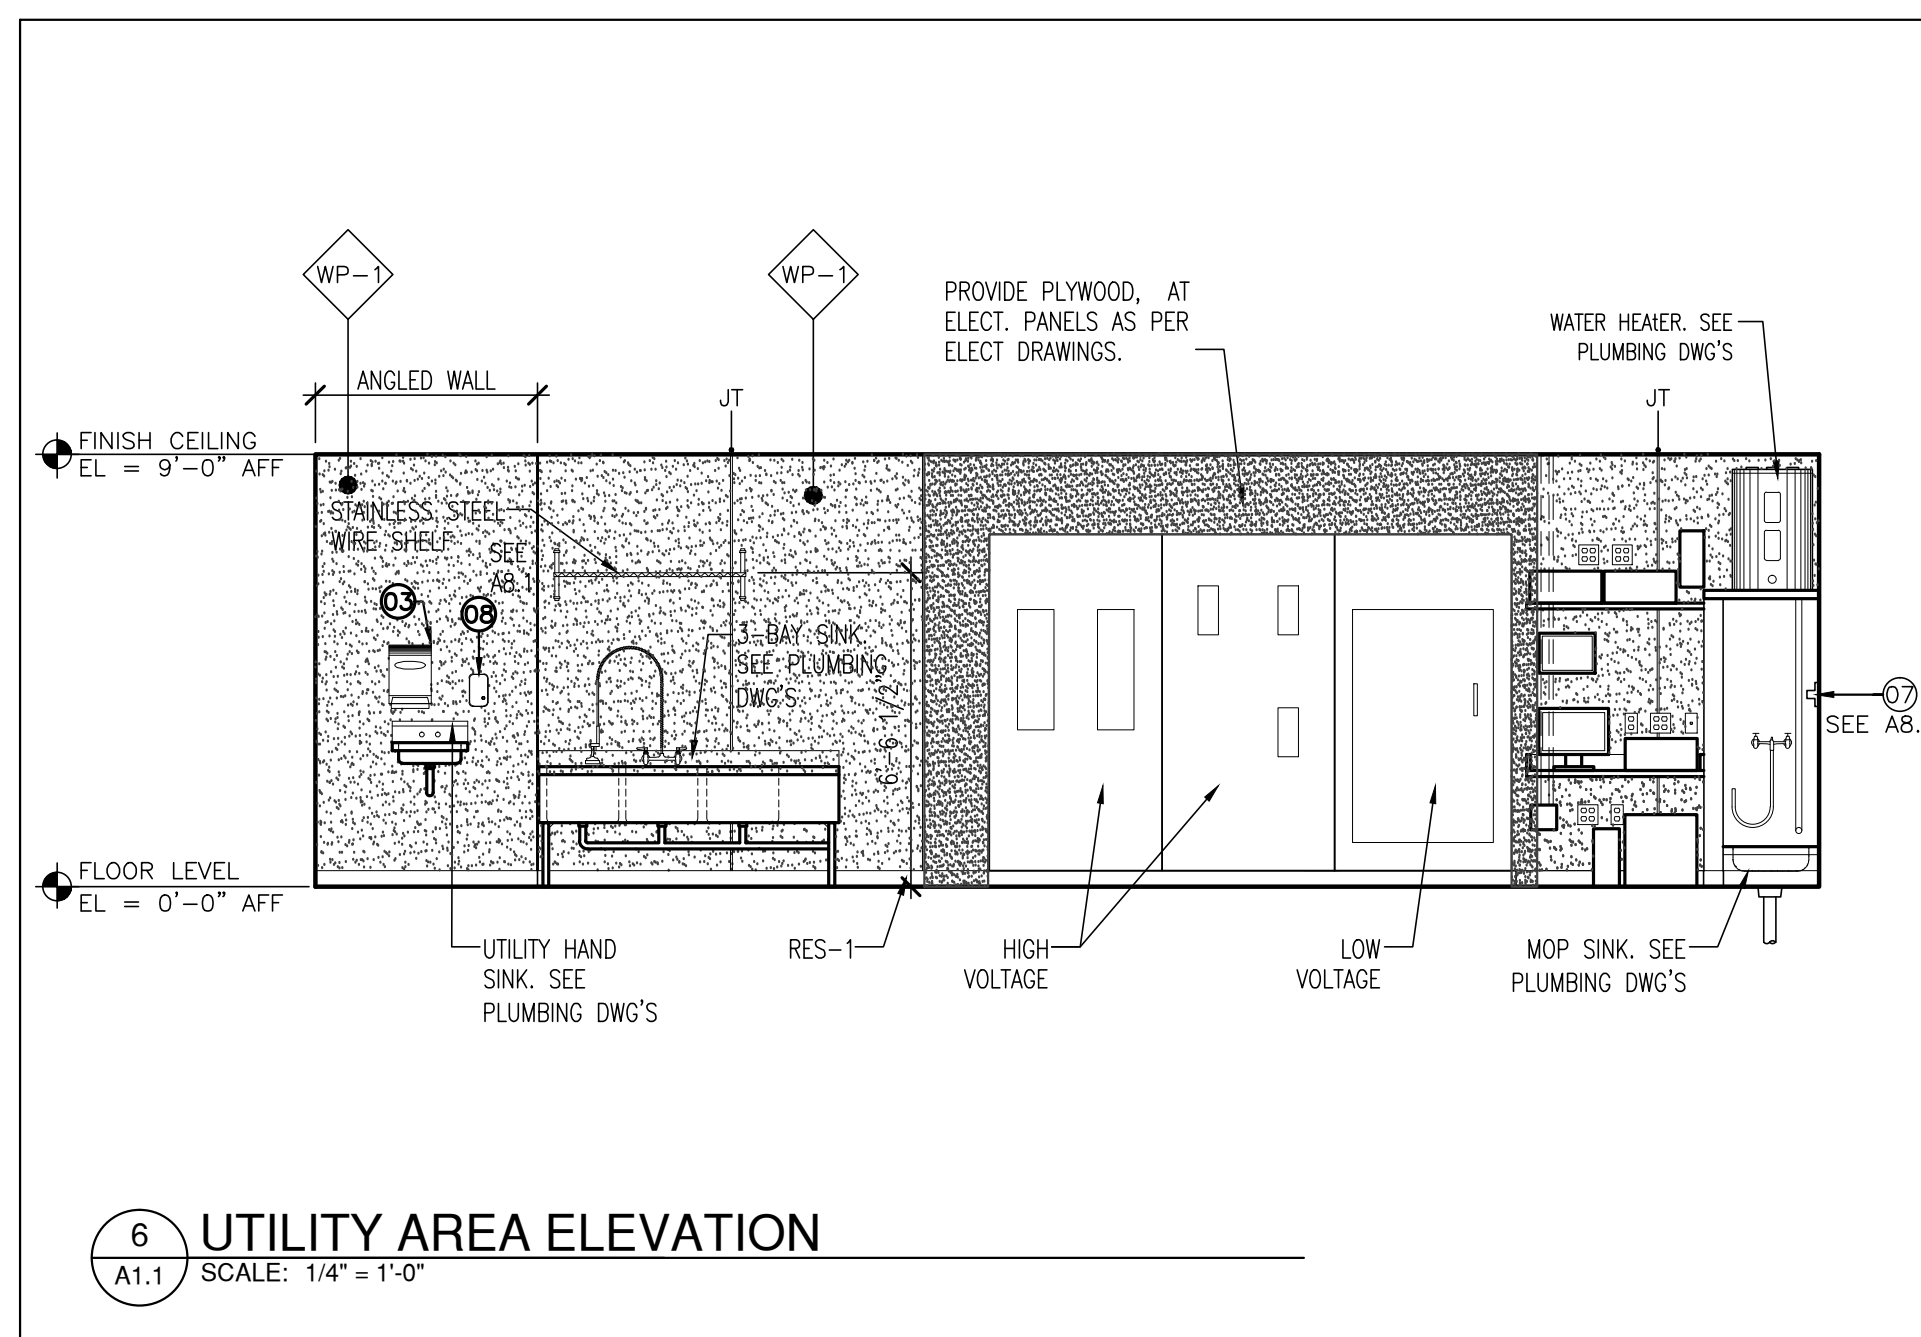 WP-1
WP-1
PROVIDE PLYWOOD, AT
ELECT. PANELS AS PER
ELECT DRAWINGS.
WATER HEAtER. SEE
PLUMBING DWG'S
ANGLED WALL
JT
JT
FINISH CEILING
EL = 9'-0" AFF
STAINLESS STEEL
WIRE SHELF
SEE
A8.1
03
08
3-BAY SINK.
SEE PLUMBING
DWG'S
6'-6 1/2"
07
SEE A8.
FLOOR LEVEL
EL = 0'-0" AFF
UTILITY HAND
SINK. SEE
PLUMBING DWG'S
RES-1
HIGH
VOLTAGE
LOW
VOLTAGE
MOP SINK. SEE
PLUMBING DWG'S
6
A1.1
UTILITY AREA ELEVATION
SCALE: 1/4" = 1'-0"